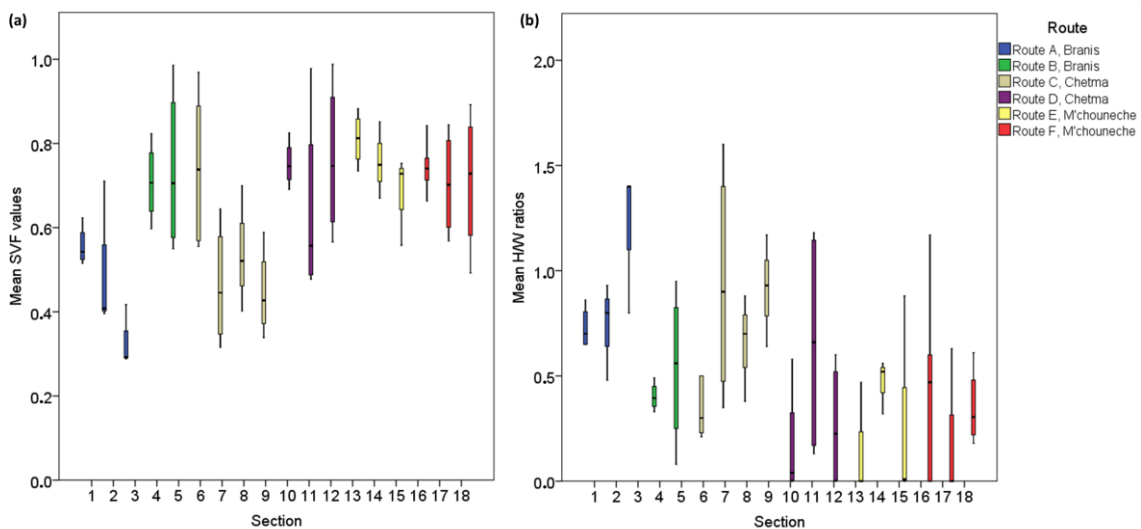 (a)
Mean SVF values
1.0
0.8
0.6
0.4
0.2
0.0
1 2 3 4 5 6 7 8 9 10 11 12 13 14 15 16 17 18
Section
(b)
Mean H/W ratios
2.0
1.5
1.0
0.5
0.0
1 2 3 4 5 6 7 8 9 10 11 12 13 14 15 16 17 18
Section
Route
Route A, Branis
Route B, Branis
Route C, Chetma
Route D, Chetma
Route E, M'chouneche
Route F, M'chouneche